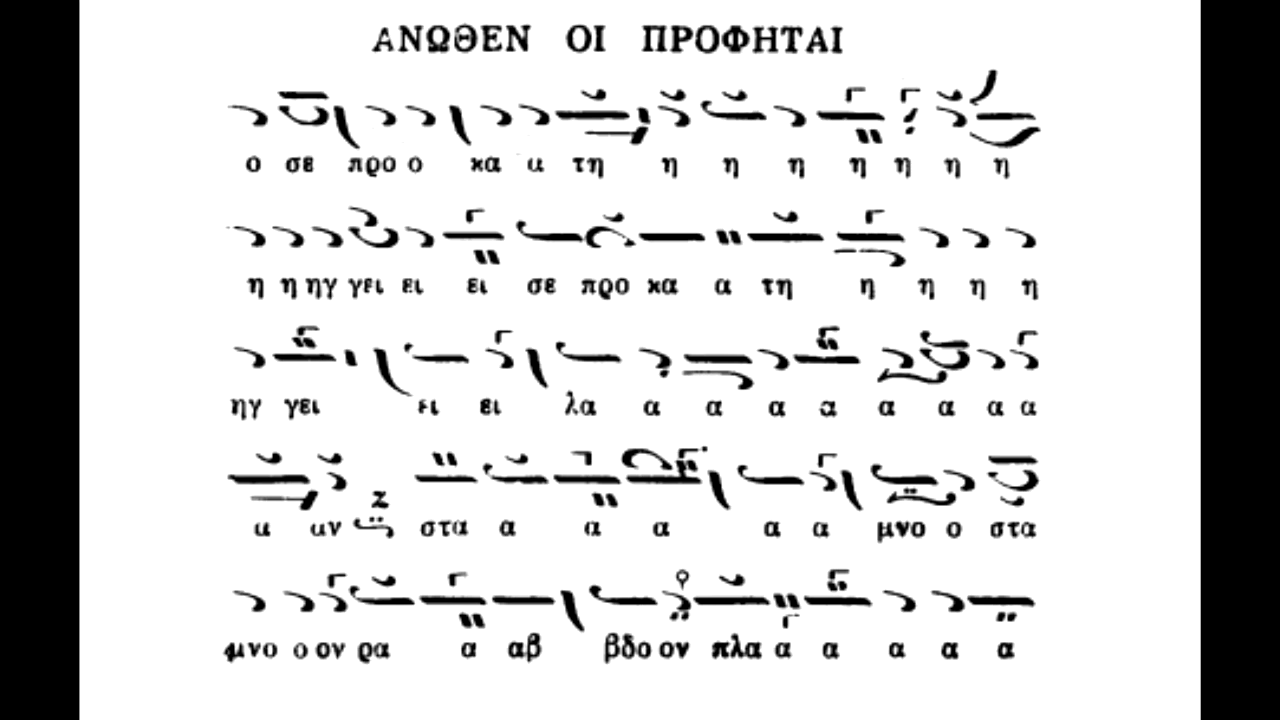 ΑΝΩΘΕΝ ΟΙ ΠΡΟΦΗΤΑΙ
ο σε προ ο κα α τη η η η η η η η
η η ηγ γει ει ει σε προ κα α τη η η η η
ηγ γει ει ει λα α α α α α α α α
α αν στα α α α α α μνο ο στα
μνο ο ον ρα α αβ βδο ον πλα α α α α α